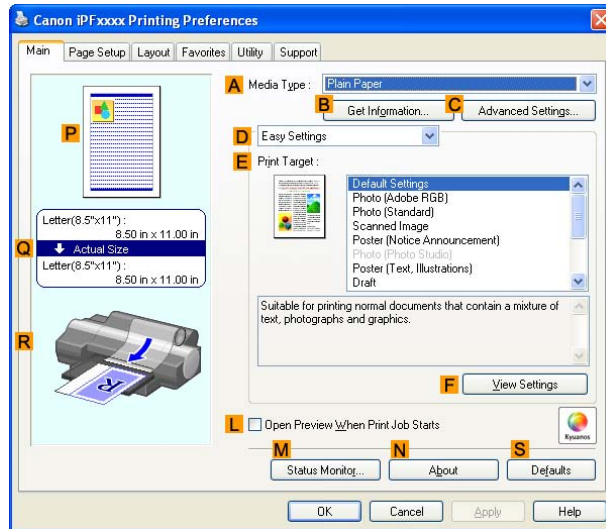 Canon iPFxxxx Printing Preferences
Main Page Setup Layout Favorites Utility Support
A Media Type : Plain Paper
B C
Get Information... Advanced Settings...
D Easy Settings
E Print Target :
P
Default Settings
Photo (Adobe RGB)
Photo (Standard)
Scanned Image
Poster (Notice Announcement)
Photo (Photo Studio)
Poster (Text, Illustrations)
Draft
Letter(8.5"x11") :
8.50 in x 11.00 in
Q Actual Size
Letter(8.5"x11") :
8.50 in x 11.00 in
Suitable for printing normal documents that contain a mixture of
text, photographs and graphics.
R
R
F View Settings
L Open Preview When Print Job Starts
Kyuanos
M N S
Status Monitor... About Defaults
OK Cancel Apply Help